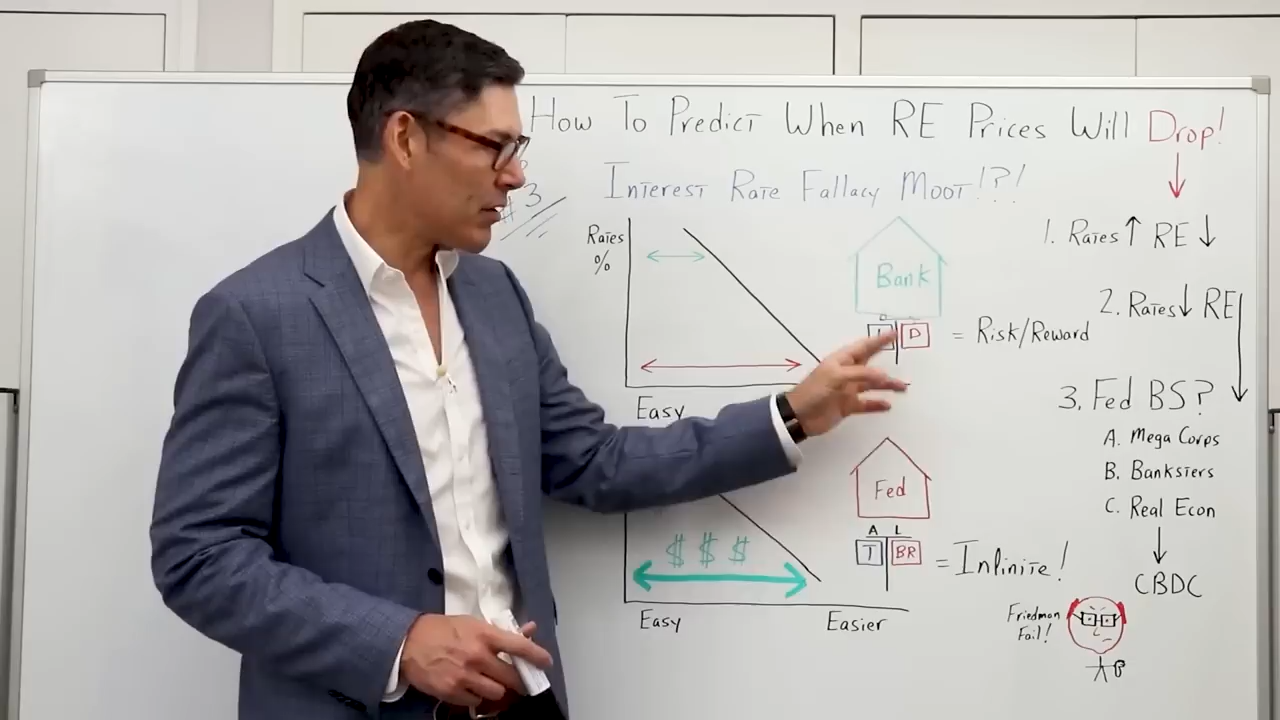 How To Predict When RE Prices Will Drop!
Interest Rate Fallacy Moot!?!
3
Rates
%
Easy
Bank
D
= Risk/Reward
Fed
A L
T BR
= Infinite!
$ $ $
Easy Easier
1. Rates ↑ RE ↓
2. Rates ↓ RE
3. Fed BS?
A. Mega Corps
B. Banksters
C. Real Econ
CBDC
Friedman
Fail!